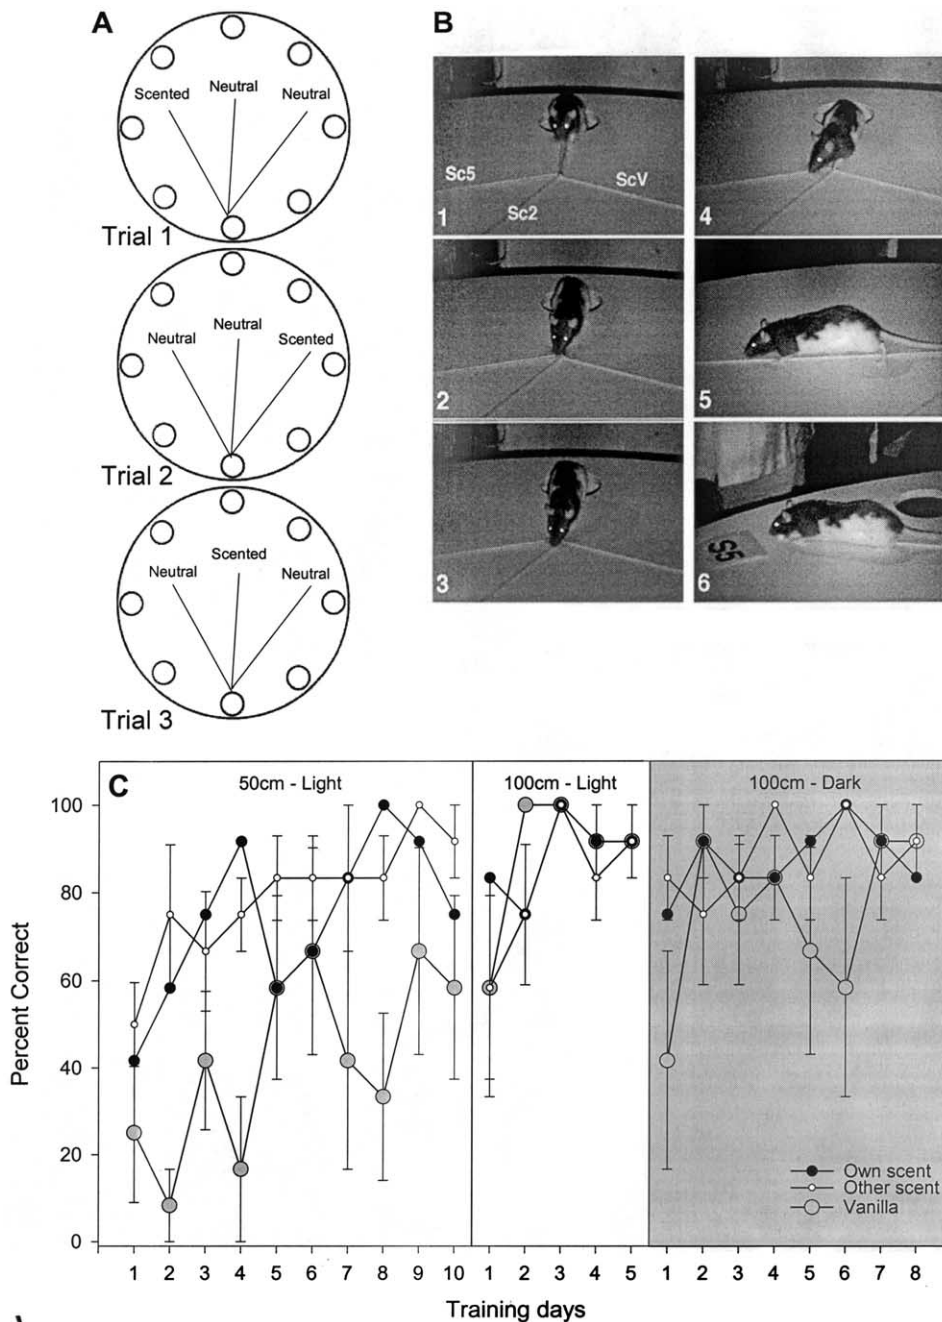 A
Scented
Neutral
Neutral
Trial 1
Neutral
Neutral
Scented
Trial 2
Neutral
Scented
Neutral
Trial 3
B
Sc5
Sc2
ScV
1
2
3
4
5
S5
6
C
50cm - Light
100cm - Light
100cm - Dark
Percent Correct
100
80
60
40
20
0
Own scent
Other scent
Vanilla
1 2 3 4 5 6 7 8 9 10
1 2 3 4 5
1 2 3 4 5 6 7 8
Training days